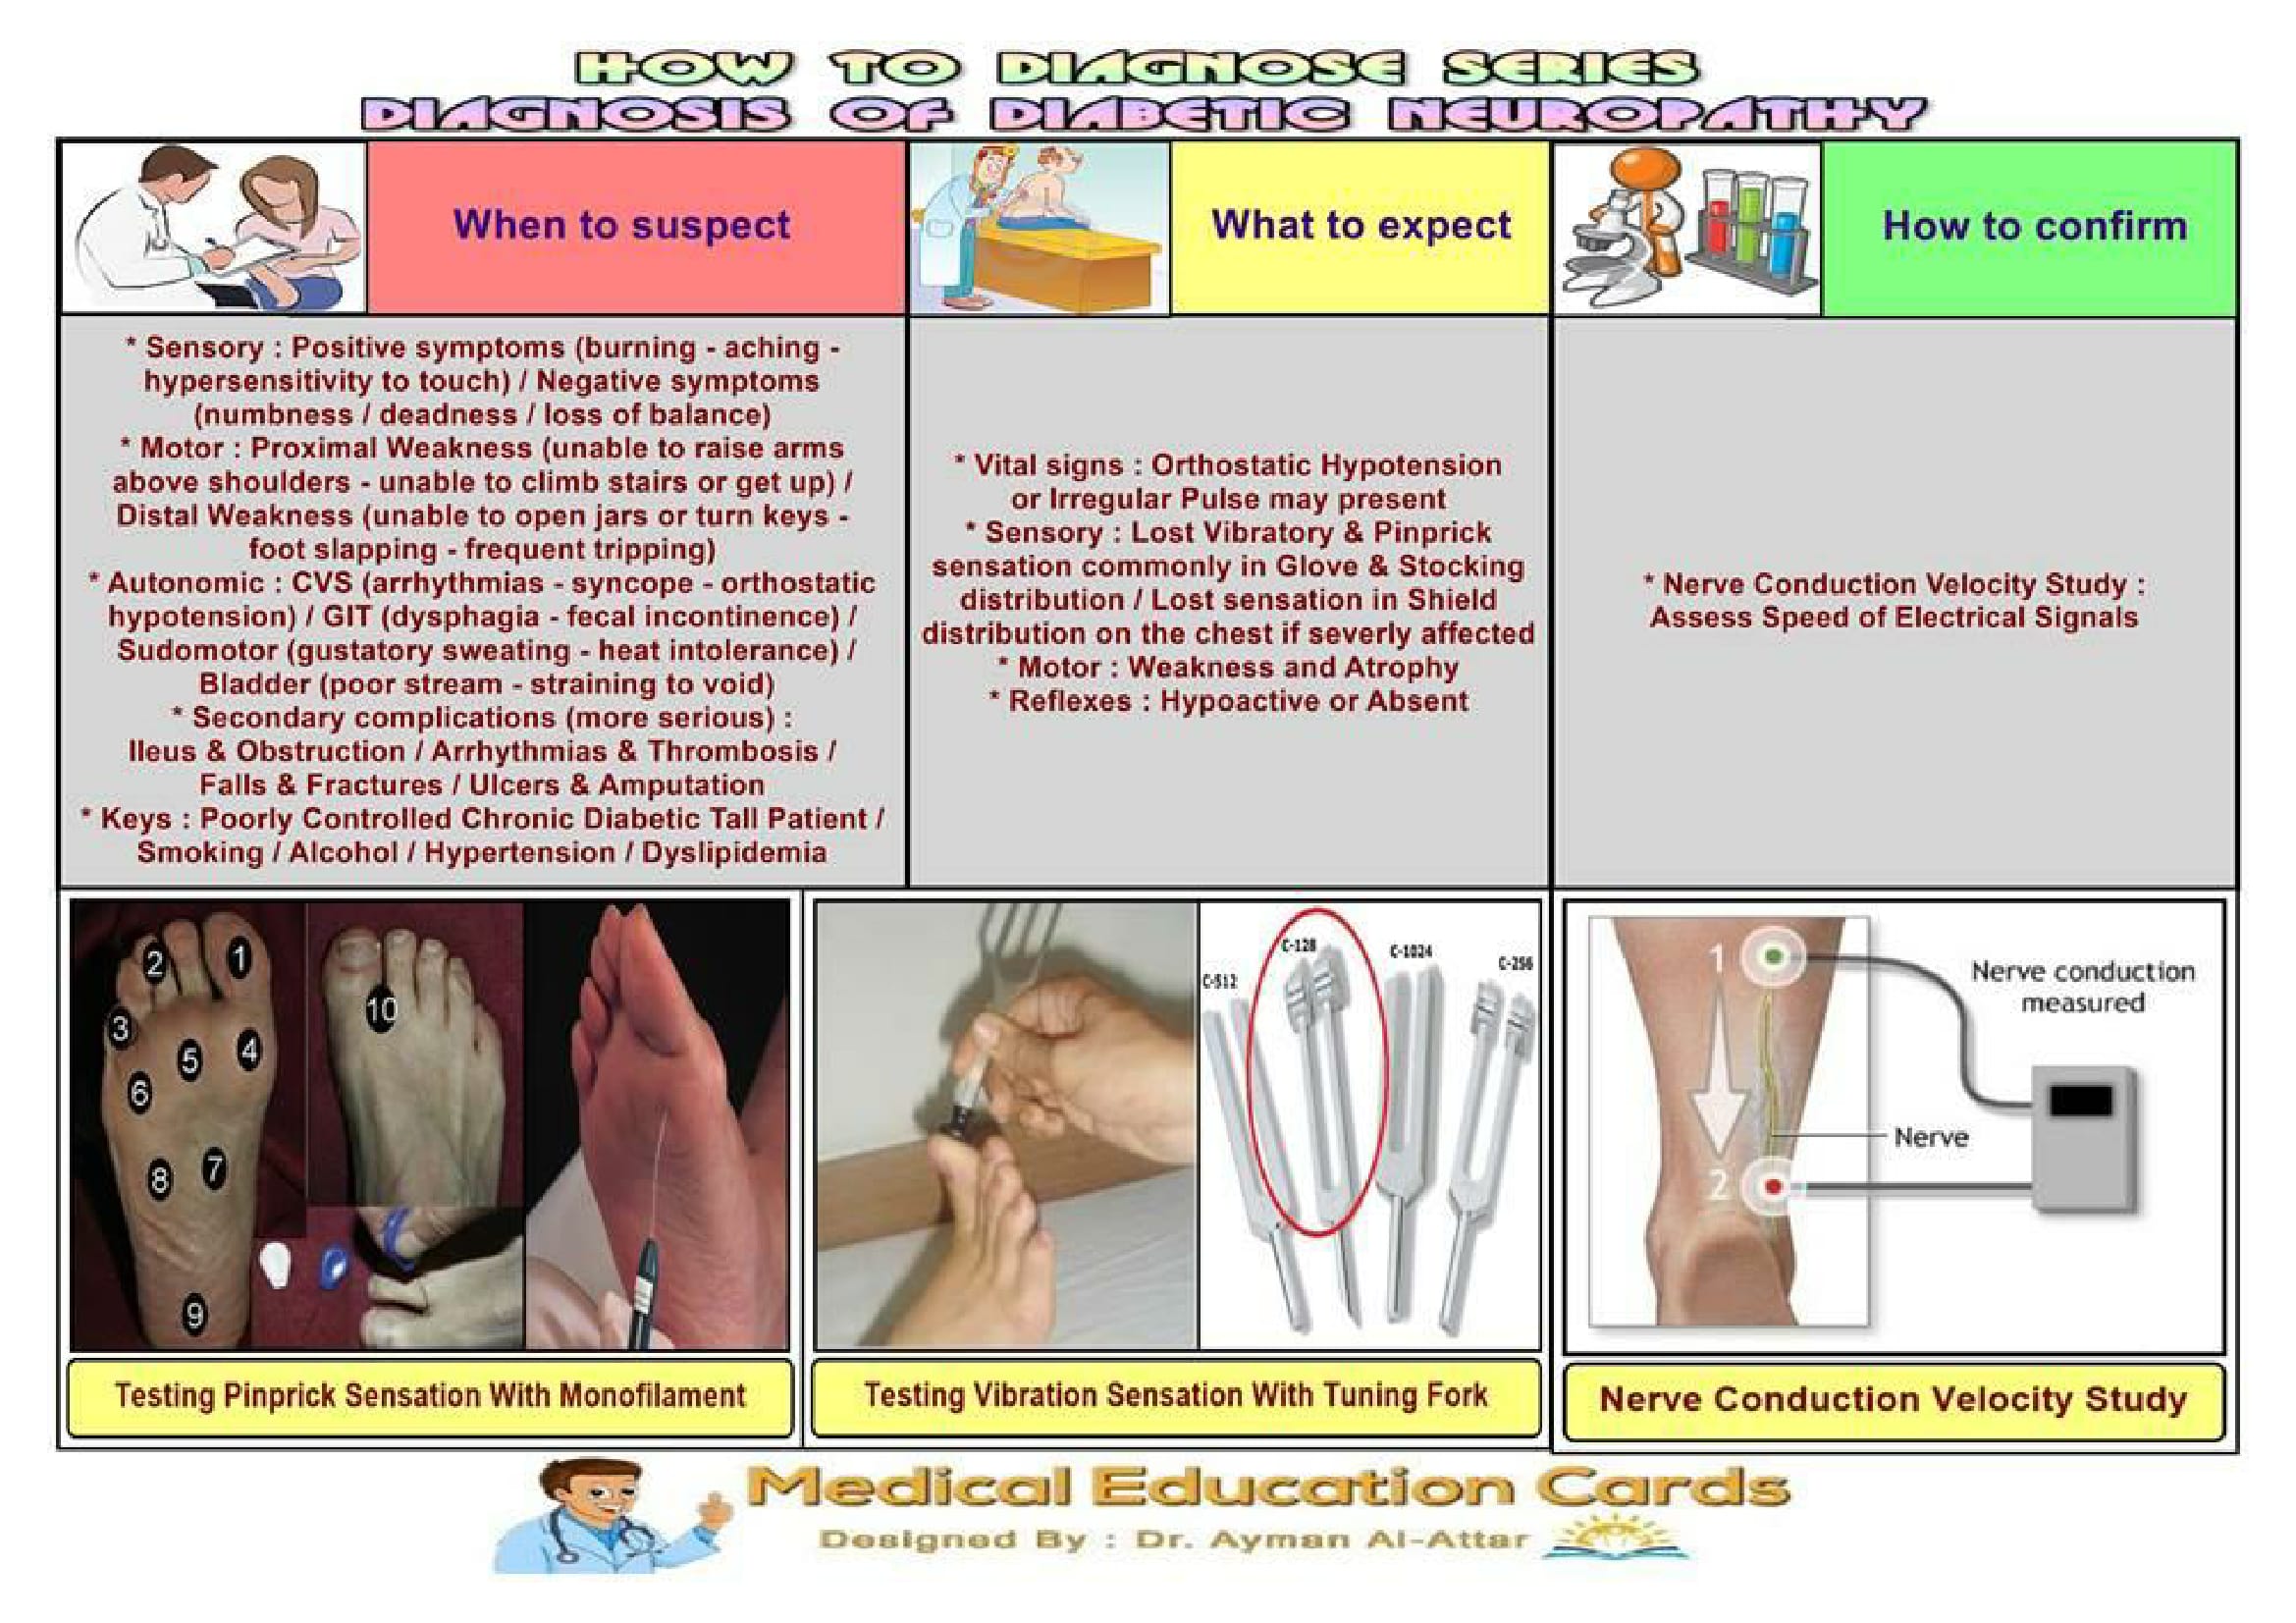 HOW TO DIAGNOSE SERIES
DIAGNOSIS OF DIABETIC NEUROPATHY
When to suspect
What to expect
How to confirm
* Sensory : Positive symptoms (burning - aching -
hypersensitivity to touch) / Negative symptoms
(numbness / deadness / loss of balance)
* Motor : Proximal Weakness (unable to raise arms
above shoulders - unable to climb stairs or get up) /
Distal Weakness (unable to open jars or turn keys -
foot slapping - frequent tripping)
* Autonomic : CVS (arrhythmias - syncope - orthostatic
hypotension) / GIT (dysphagia - fecal incontinence) /
Sudomotor (gustatory sweating - heat intolerance) /
Bladder (poor stream - straining to void)
* Secondary complications (more serious) :
Ileus & Obstruction / Arrhythmias & Thrombosis /
Falls & Fractures / Ulcers & Amputation
* Keys : Poorly Controlled Chronic Diabetic Tall Patient /
Smoking / Alcohol / Hypertension / Dyslipidemia
* Vital signs : Orthostatic Hypotension
or Irregular Pulse may present
* Sensory : Lost Vibratory & Pinprick
sensation commonly in Glove & Stocking
distribution / Lost sensation in Shield
distribution on the chest if severly affected
* Motor : Weakness and Atrophy
* Reflexes : Hypoactive or Absent
* Nerve Conduction Velocity Study :
Assess Speed of Electrical Signals
2 1
3
5 4
6
8 7
9
10
C-512
C-128
C-1024
C-256
1
Nerve conduction
measured
Nerve
2
Testing Pinprick Sensation With Monofilament
Testing Vibration Sensation With Tuning Fork
Nerve Conduction Velocity Study
Medical Education Cards
Designed By : Dr. Ayman Al-Attar